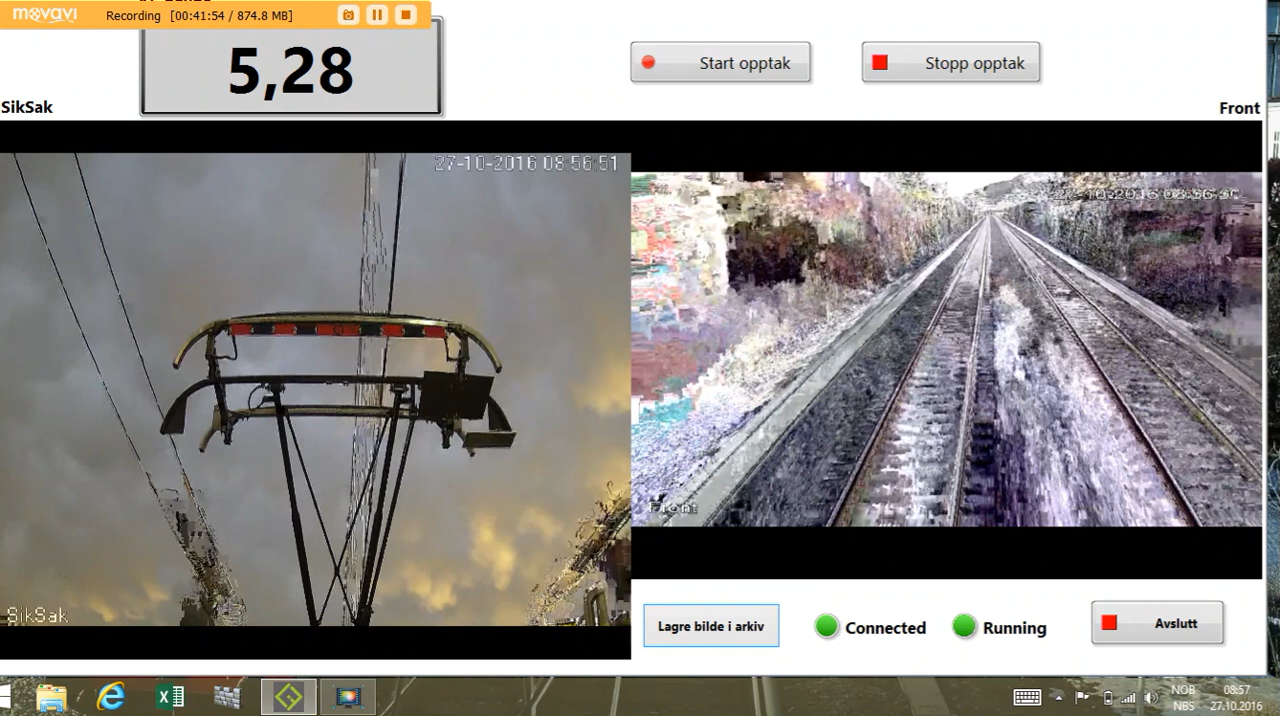 movavi
Recording [00:41:54 / 874.8 MB]
5,28
Start opptak
Stopp opptak
SikSak
Front
27-10-2016 08:56:51
Front
SikSak
Lagre bilde i arkiv
Connected
Running
Avslutt
NOB
NBS
08:57
27.10.2016